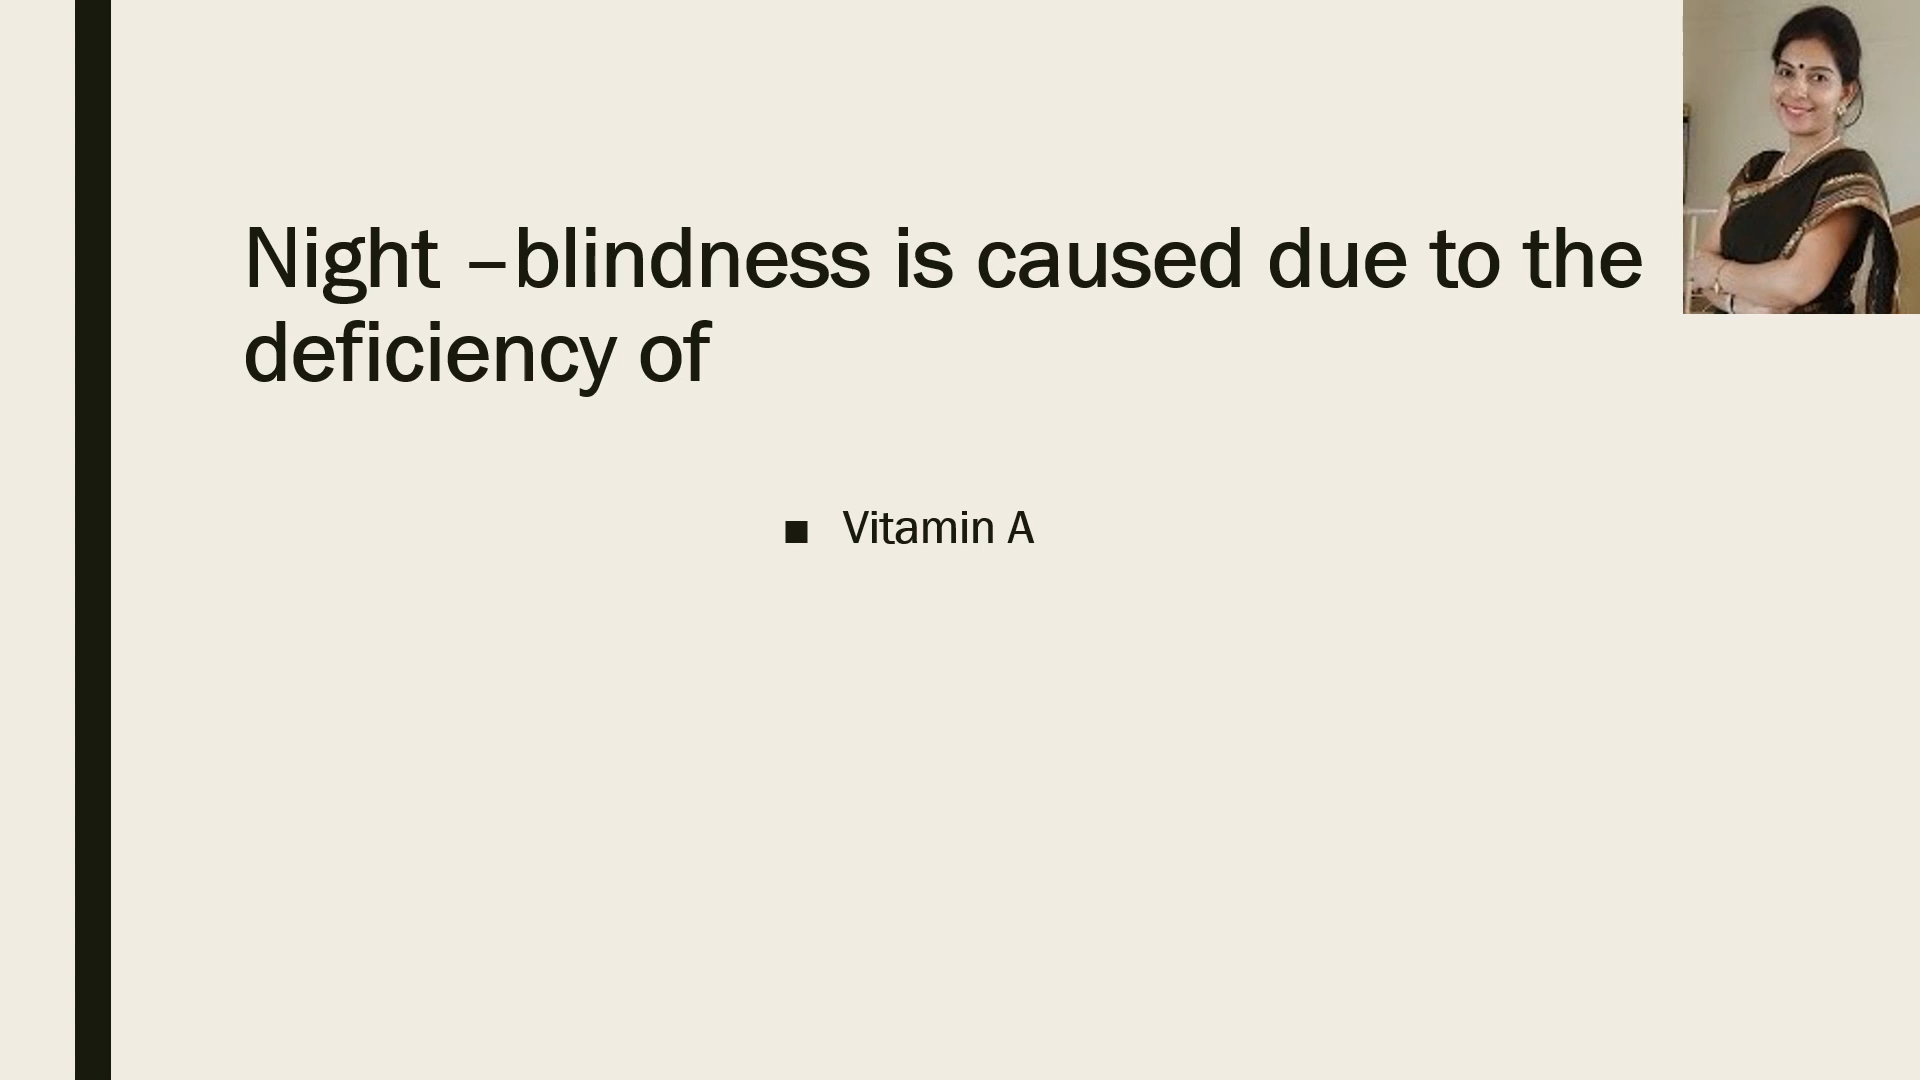 Night –blindness is caused due to the
deficiency of
■ Vitamin A